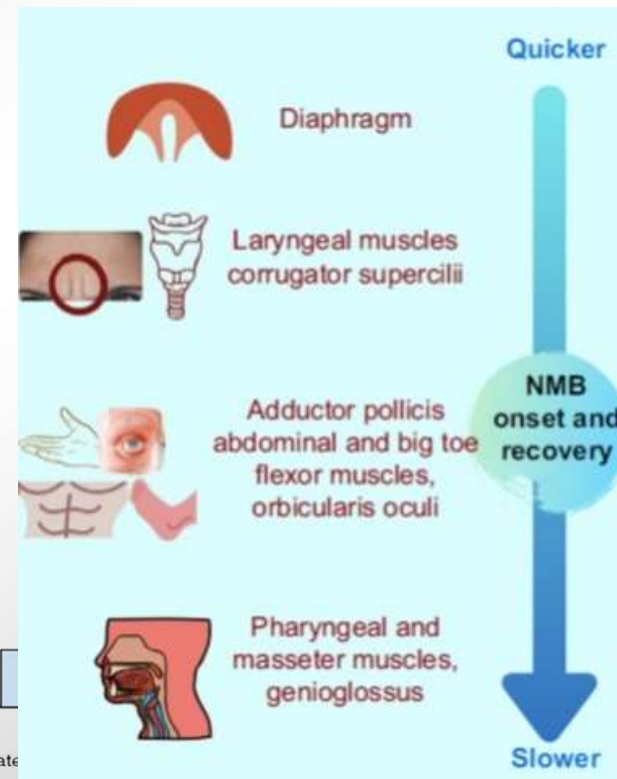 Quicker
Diaphragm
Laryngeal muscles
corrugator supercilii
NMB
onset and
recovery
Adductor pollicis
abdominal and big toe
flexor muscles,
orbicularis oculi
Pharyngeal and
masseter muscles,
genioglossus
Slower